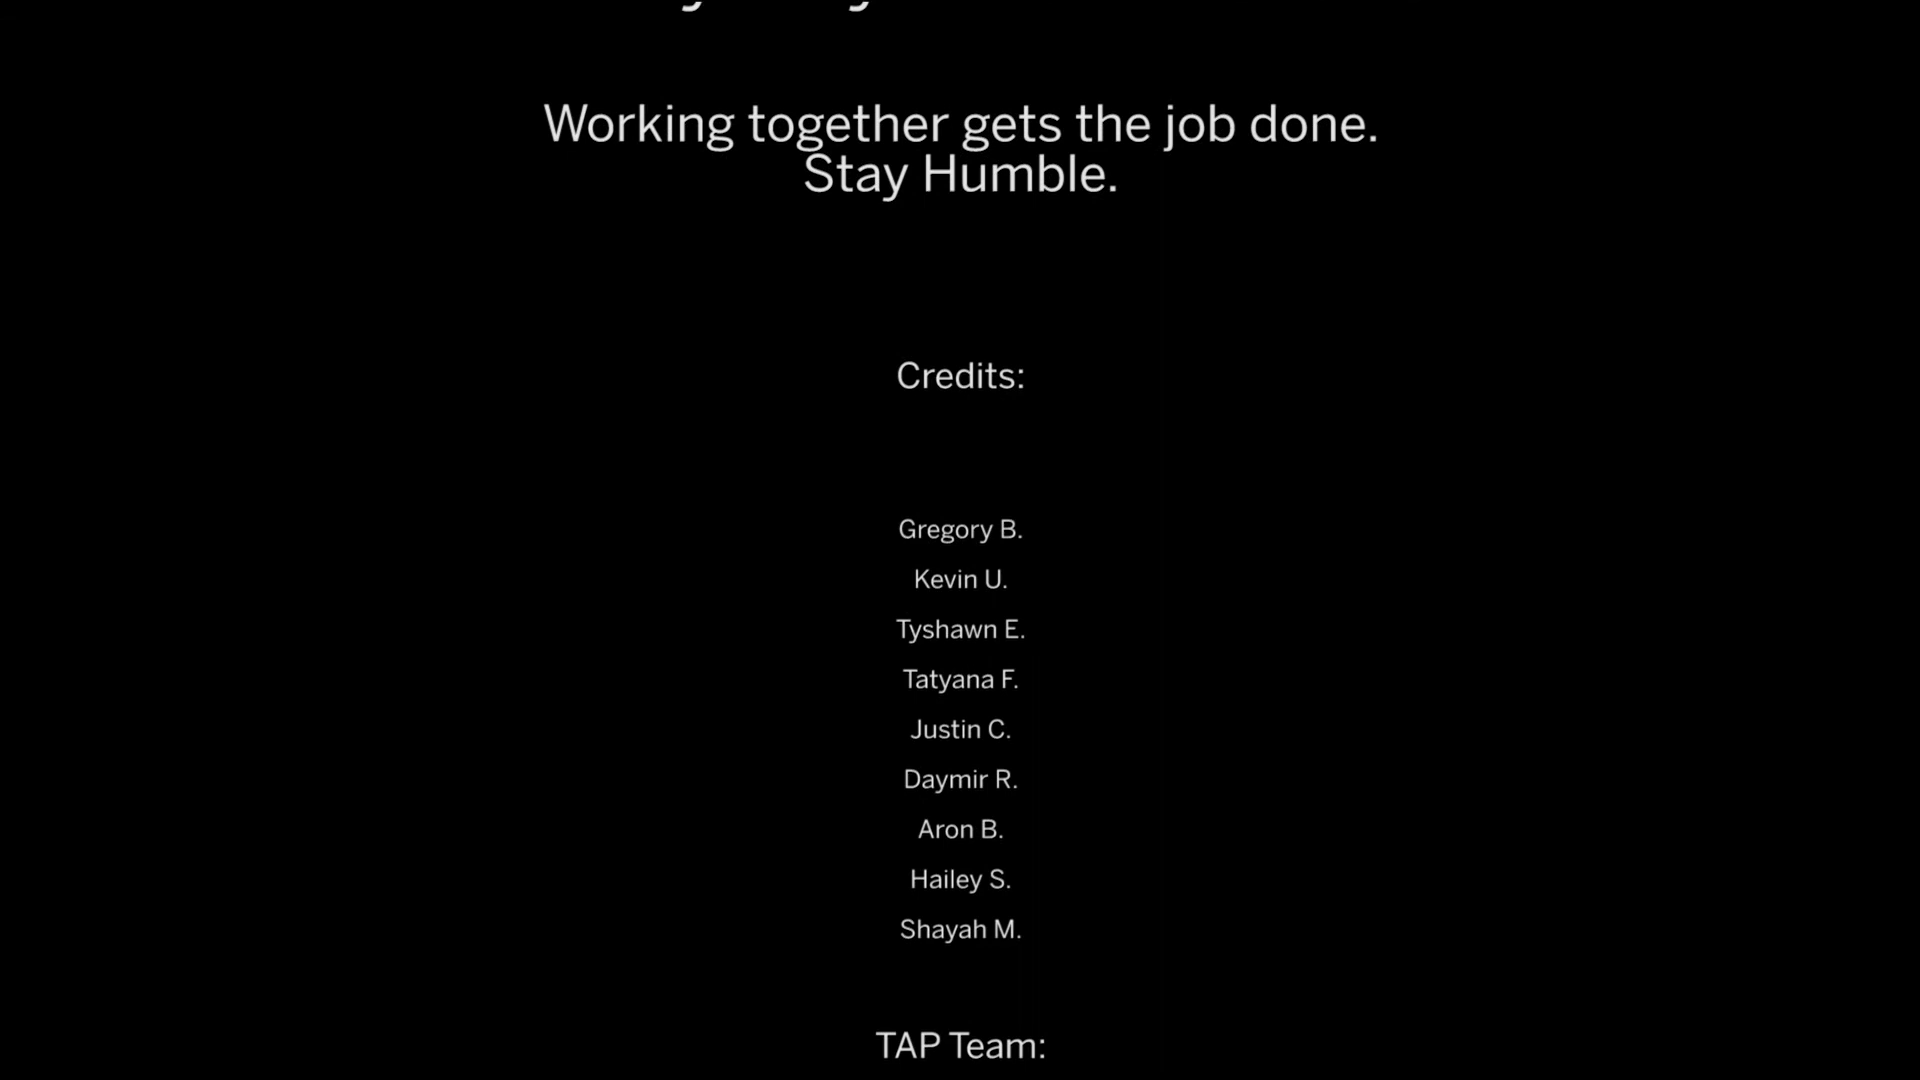 Working together gets the job done.
Stay Humble.
Credits:
Gregory B.
Kevin U.
Tyshawn E.
Tatyana F.
Justin C.
Daymir R.
Aron B.
Hailey S.
Shayah M.
TAP Team: